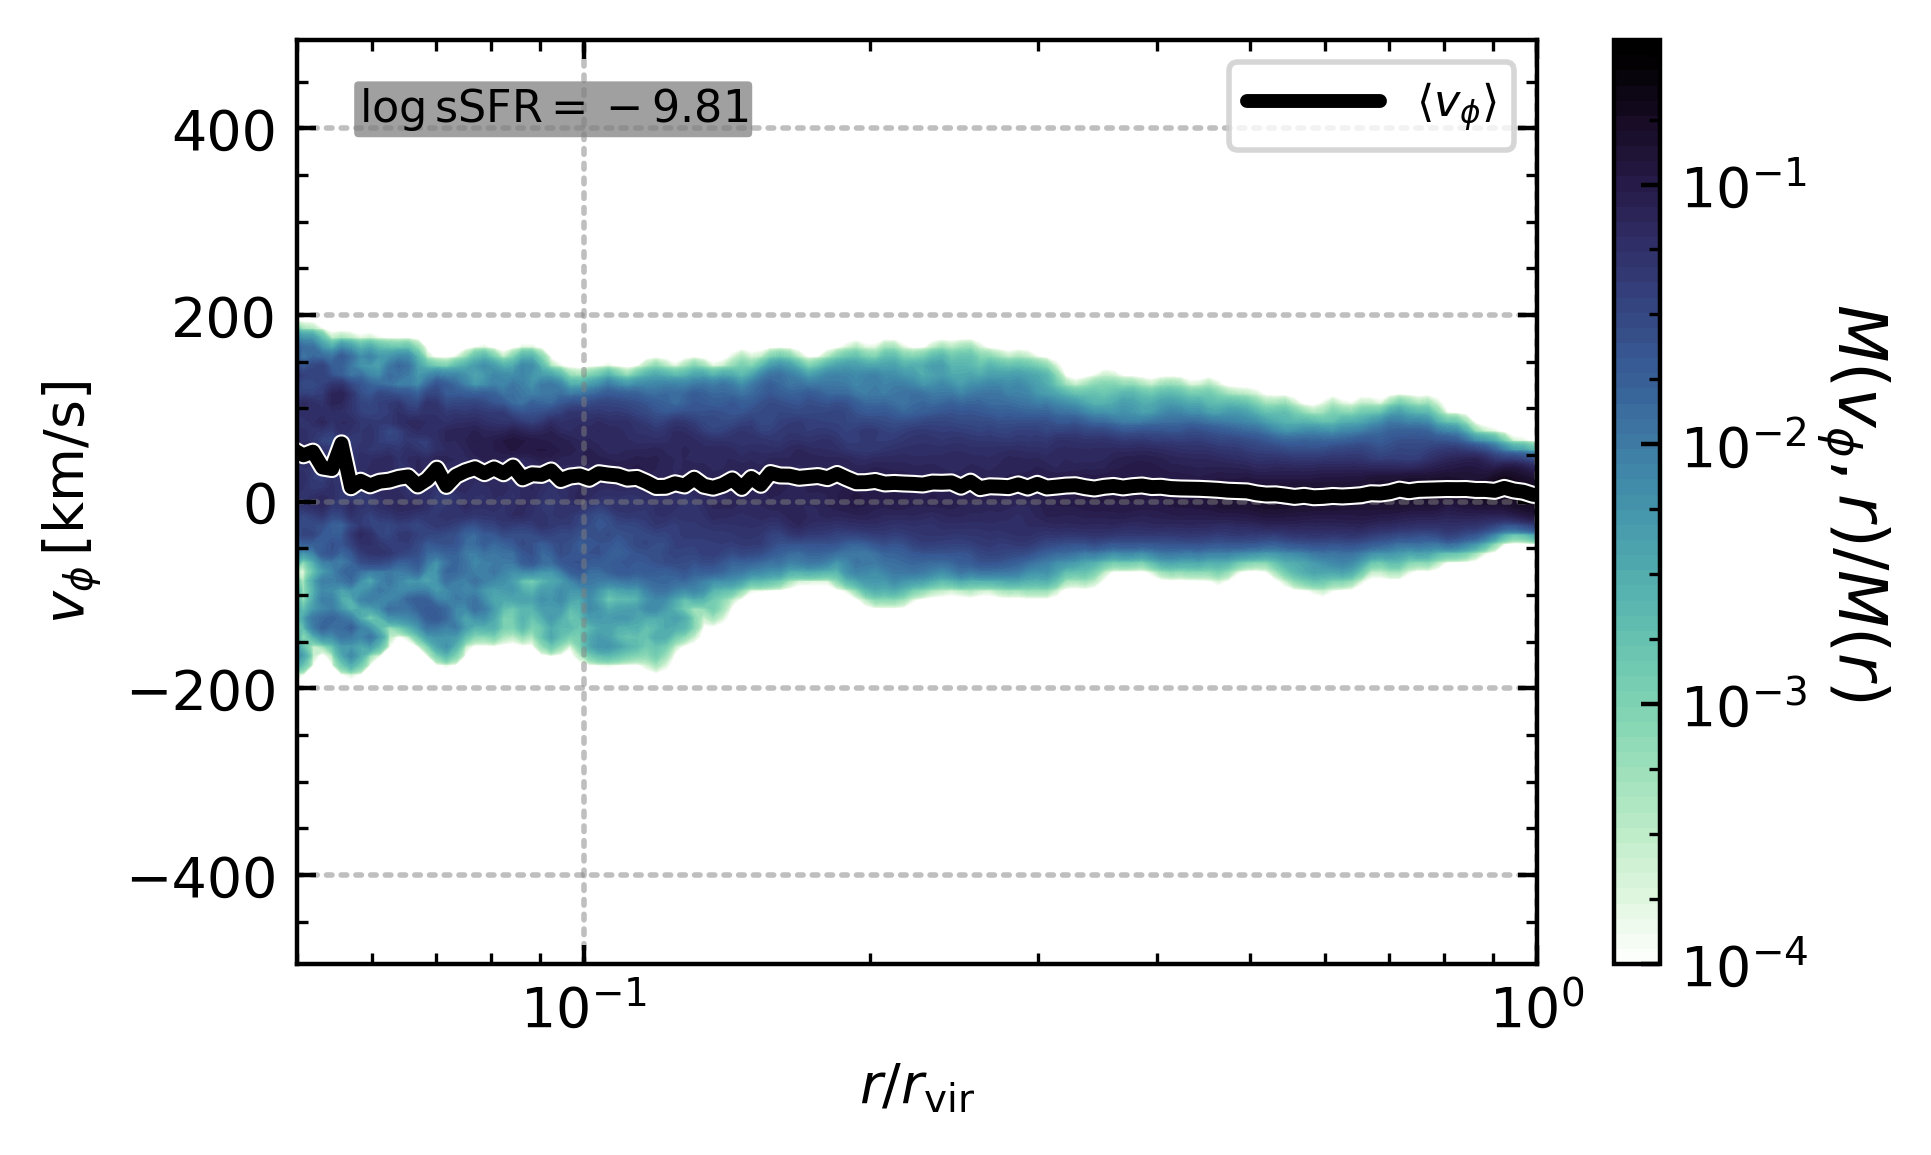 log sSFR = −9.81
⟨v_ϕ⟩
400
200
0
−200
−400
v_ϕ [km/s]
10^−1
10^0
r/r_vir
10^−1
10^−2
10^−3
10^−4
M(v_ϕ, r)/M(r)